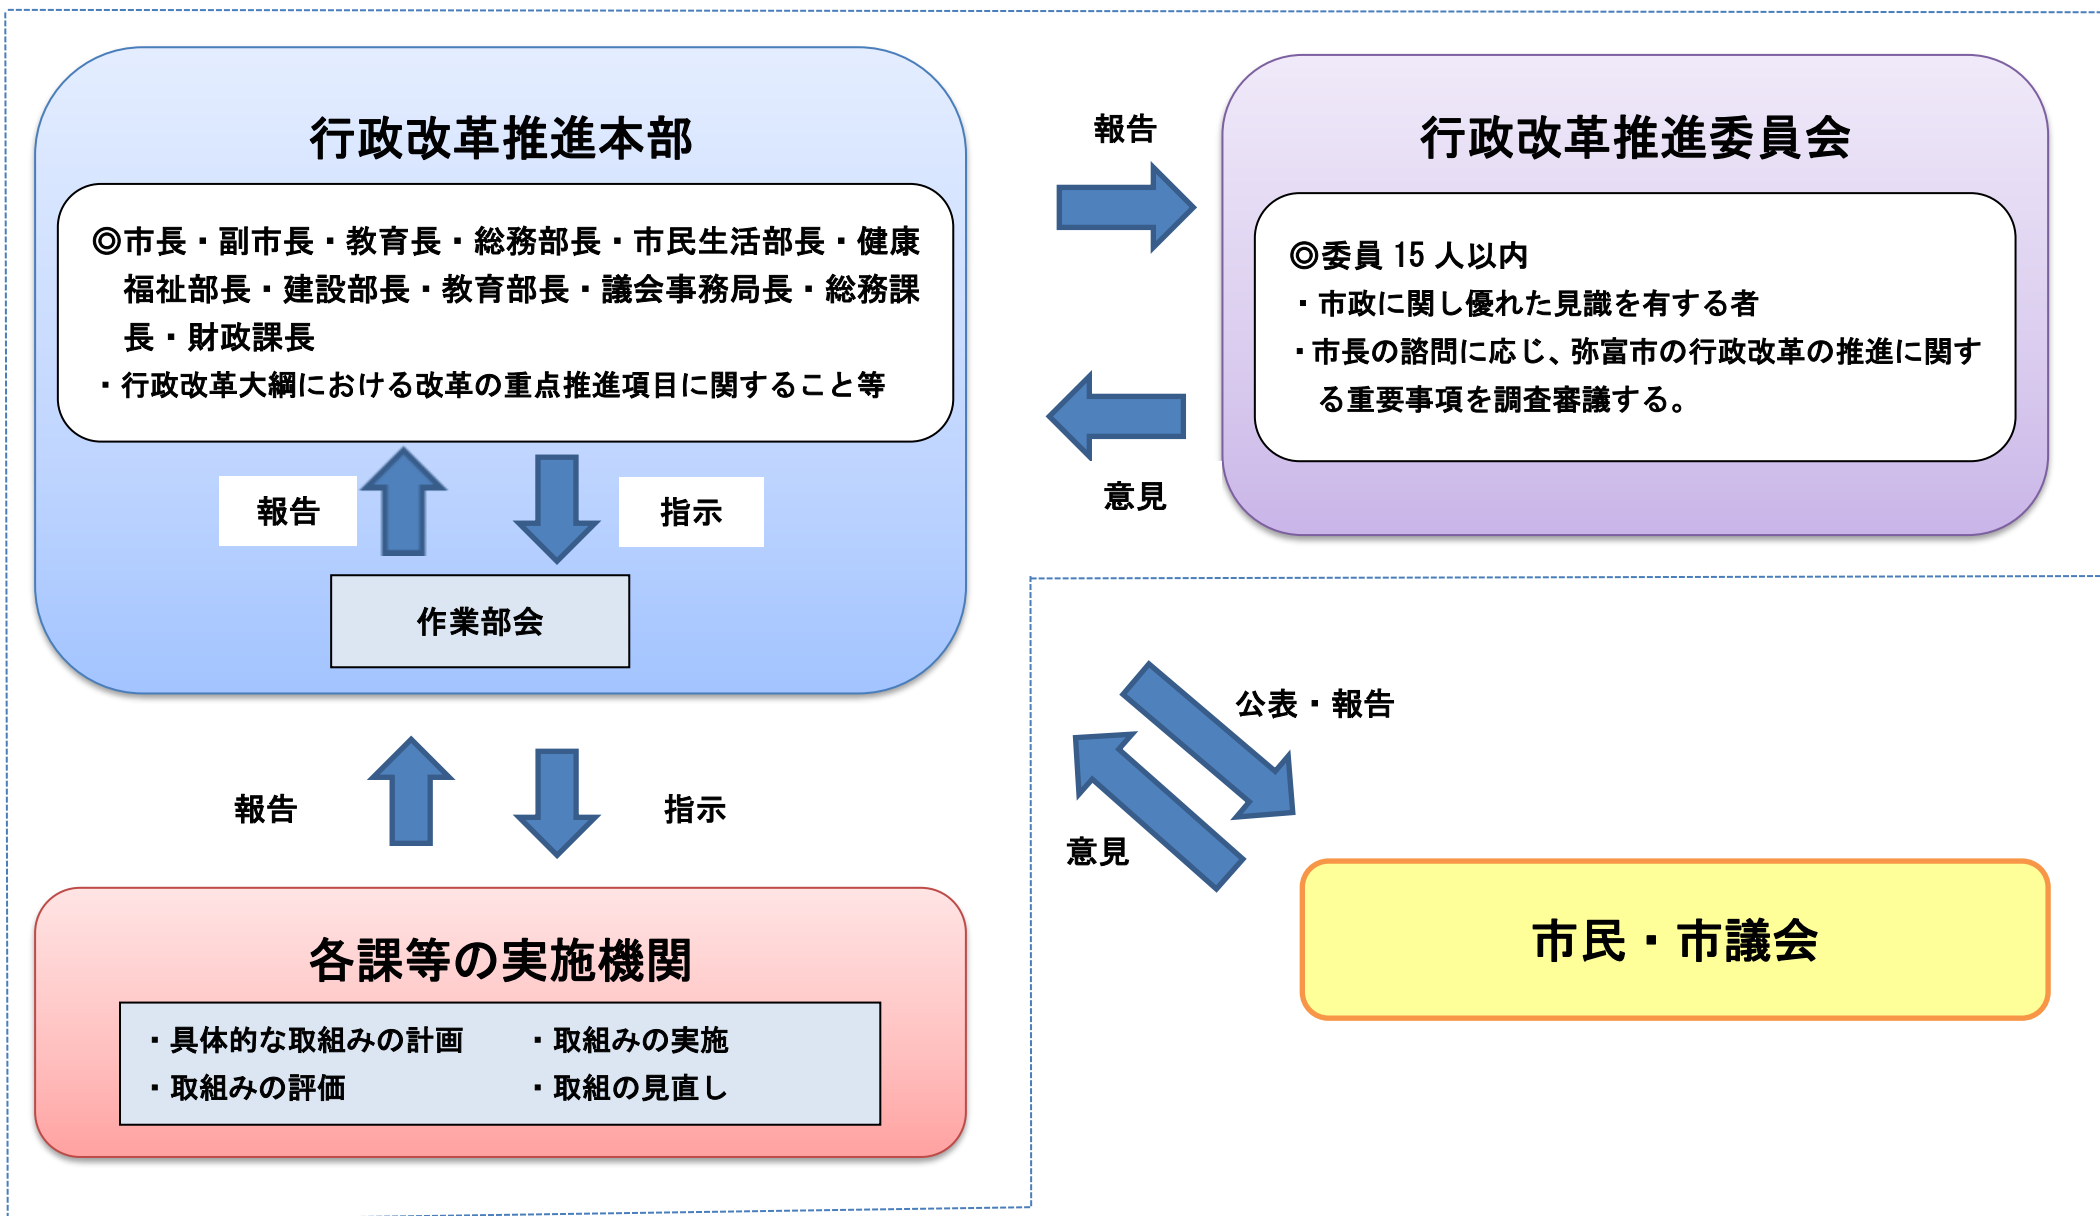 行政改革推進本部
◎市長・副市長・教育長・総務部長・市民生活部長・健康
福祉部長・建設部長・教育部長・議会事務局長・総務課
長・財政課長
・行政改革大綱における改革の重点推進項目に関すること等
報告
指示
作業部会
報告
意見
行政改革推進委員会
◎委員 15 人以内
・市政に関し優れた見識を有する者
・市長の諮問に応じ、弥富市の行政改革の推進に関す
る重要事項を調査審議する。
報告
指示
各課等の実施機関
・具体的な取組みの計画 ・取組みの実施
・取組みの評価 ・取組の見直し
公表・報告
意見
市民・市議会